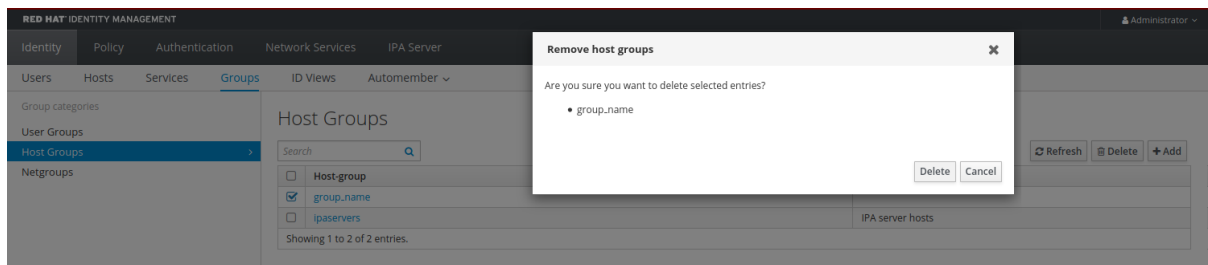 RED HAT® IDENTITY MANAGEMENT
Administrator
Identity Policy Authentication Network Services IPA Server
Remove host groups
Are you sure you want to delete selected entries?
group_name
Delete Cancel
Users Hosts Services Groups ID Views Automember
Group categories
User Groups
Host Groups
Netgroups
Host Groups
Search
Refresh Delete Add
Host-group
group_name
ipaservers IPA server hosts
Showing 1 to 2 of 2 entries.